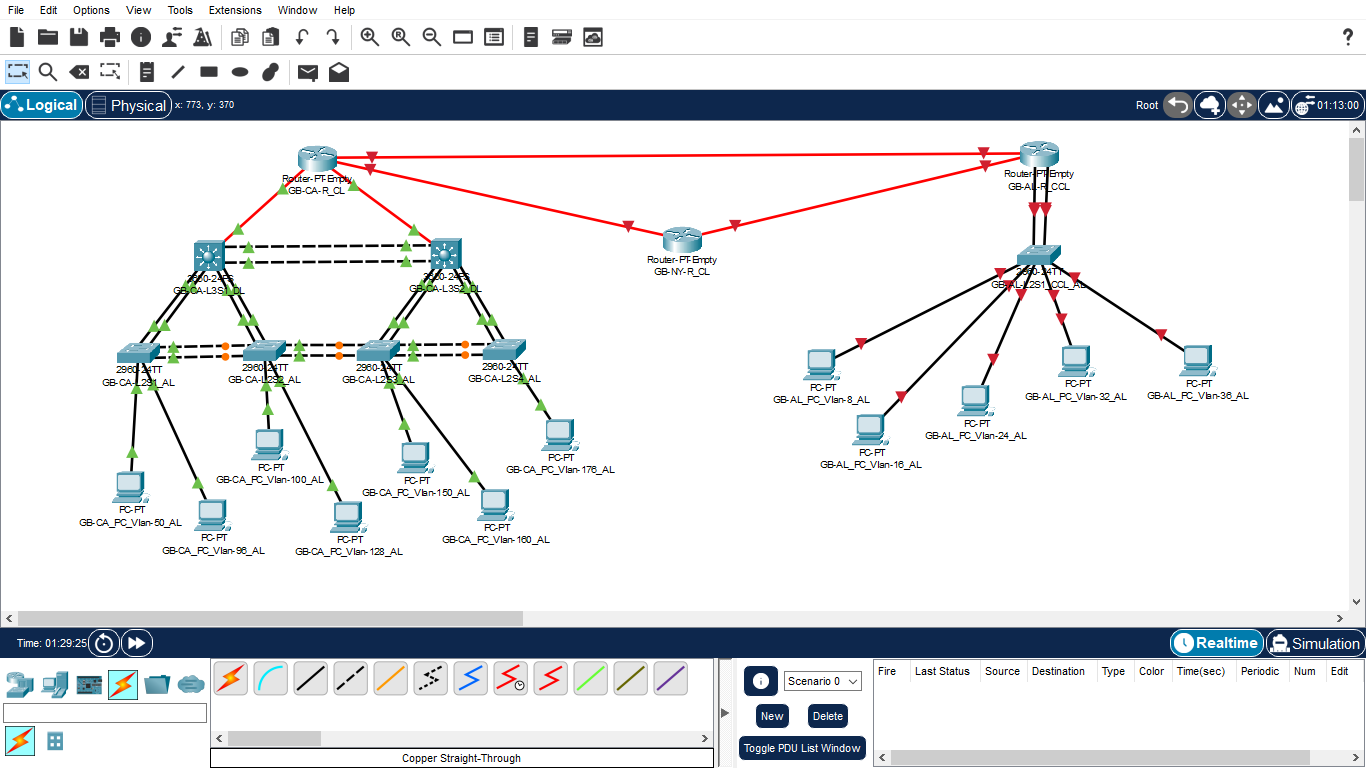 File Edit Options View Tools Extensions Window Help
?
Logical Physical x: 773, y: 370 Root 01:13:00
Router-PT-Empty
GB-CA-R_CL
Router-PT-Empty
GB-AL-R_CCL
Router-PT-Empty
GB-NY-R_CL
GB-CA-L3S1_DL
GB-CA-L3S2_DL
2960-24TT
GB-AL-L2S1_CCL_AL
2960-24TT
GB-CA-L2S1_AL
2960-24TT
GB-CA-L2S2_AL
2960-24TT
GB-CA-L2S3_AL
2960-24TT
GB-CA-L2S4_AL
PC-PT
GB-AL_PC_Vlan-8_AL
PC-PT
GB-AL_PC_Vlan-16_AL
PC-PT
GB-AL_PC_Vlan-24_AL
PC-PT
GB-AL_PC_Vlan-32_AL
PC-PT
GB-AL_PC_Vlan-36_AL
PC-PT
GB-CA_PC_Vlan-50_AL
PC-PT
GB-CA_PC_Vlan-96_AL
PC-PT
GB-CA_PC_Vlan-100_AL
PC-PT
GB-CA_PC_Vlan-128_AL
PC-PT
GB-CA_PC_Vlan-150_AL
PC-PT
GB-CA_PC_Vlan-160_AL
PC-PT
GB-CA_PC_Vlan-176_AL
Time: 01:29:25 Realtime Simulation
Scenario 0
New Delete
Toggle PDU List Window
Fire Last Status Source Destination Type Color Time(sec) Periodic Num Edit
Copper Straight-Through